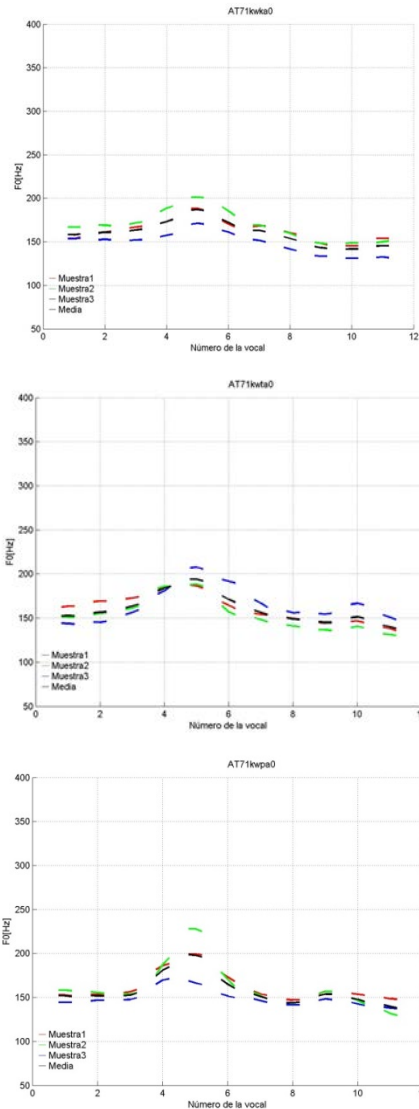 AT71kwka0
400
350
300
250
200
150
100
50
F0[Hz]
Muestra1
Muestra2
Muestra3
Media
0 2 4 6 8 10 12
Número de la vocal
AT71kwta0
400
350
300
250
200
150
100
50
F0[Hz]
Muestra1
Muestra2
Muestra3
Media
0 2 4 6 8 10
Número de la vocal
AT71kwpa0
400
350
300
250
200
150
100
50
F0[Hz]
Muestra1
Muestra2
Muestra3
Media
0 2 4 6 8 10
Número de la vocal